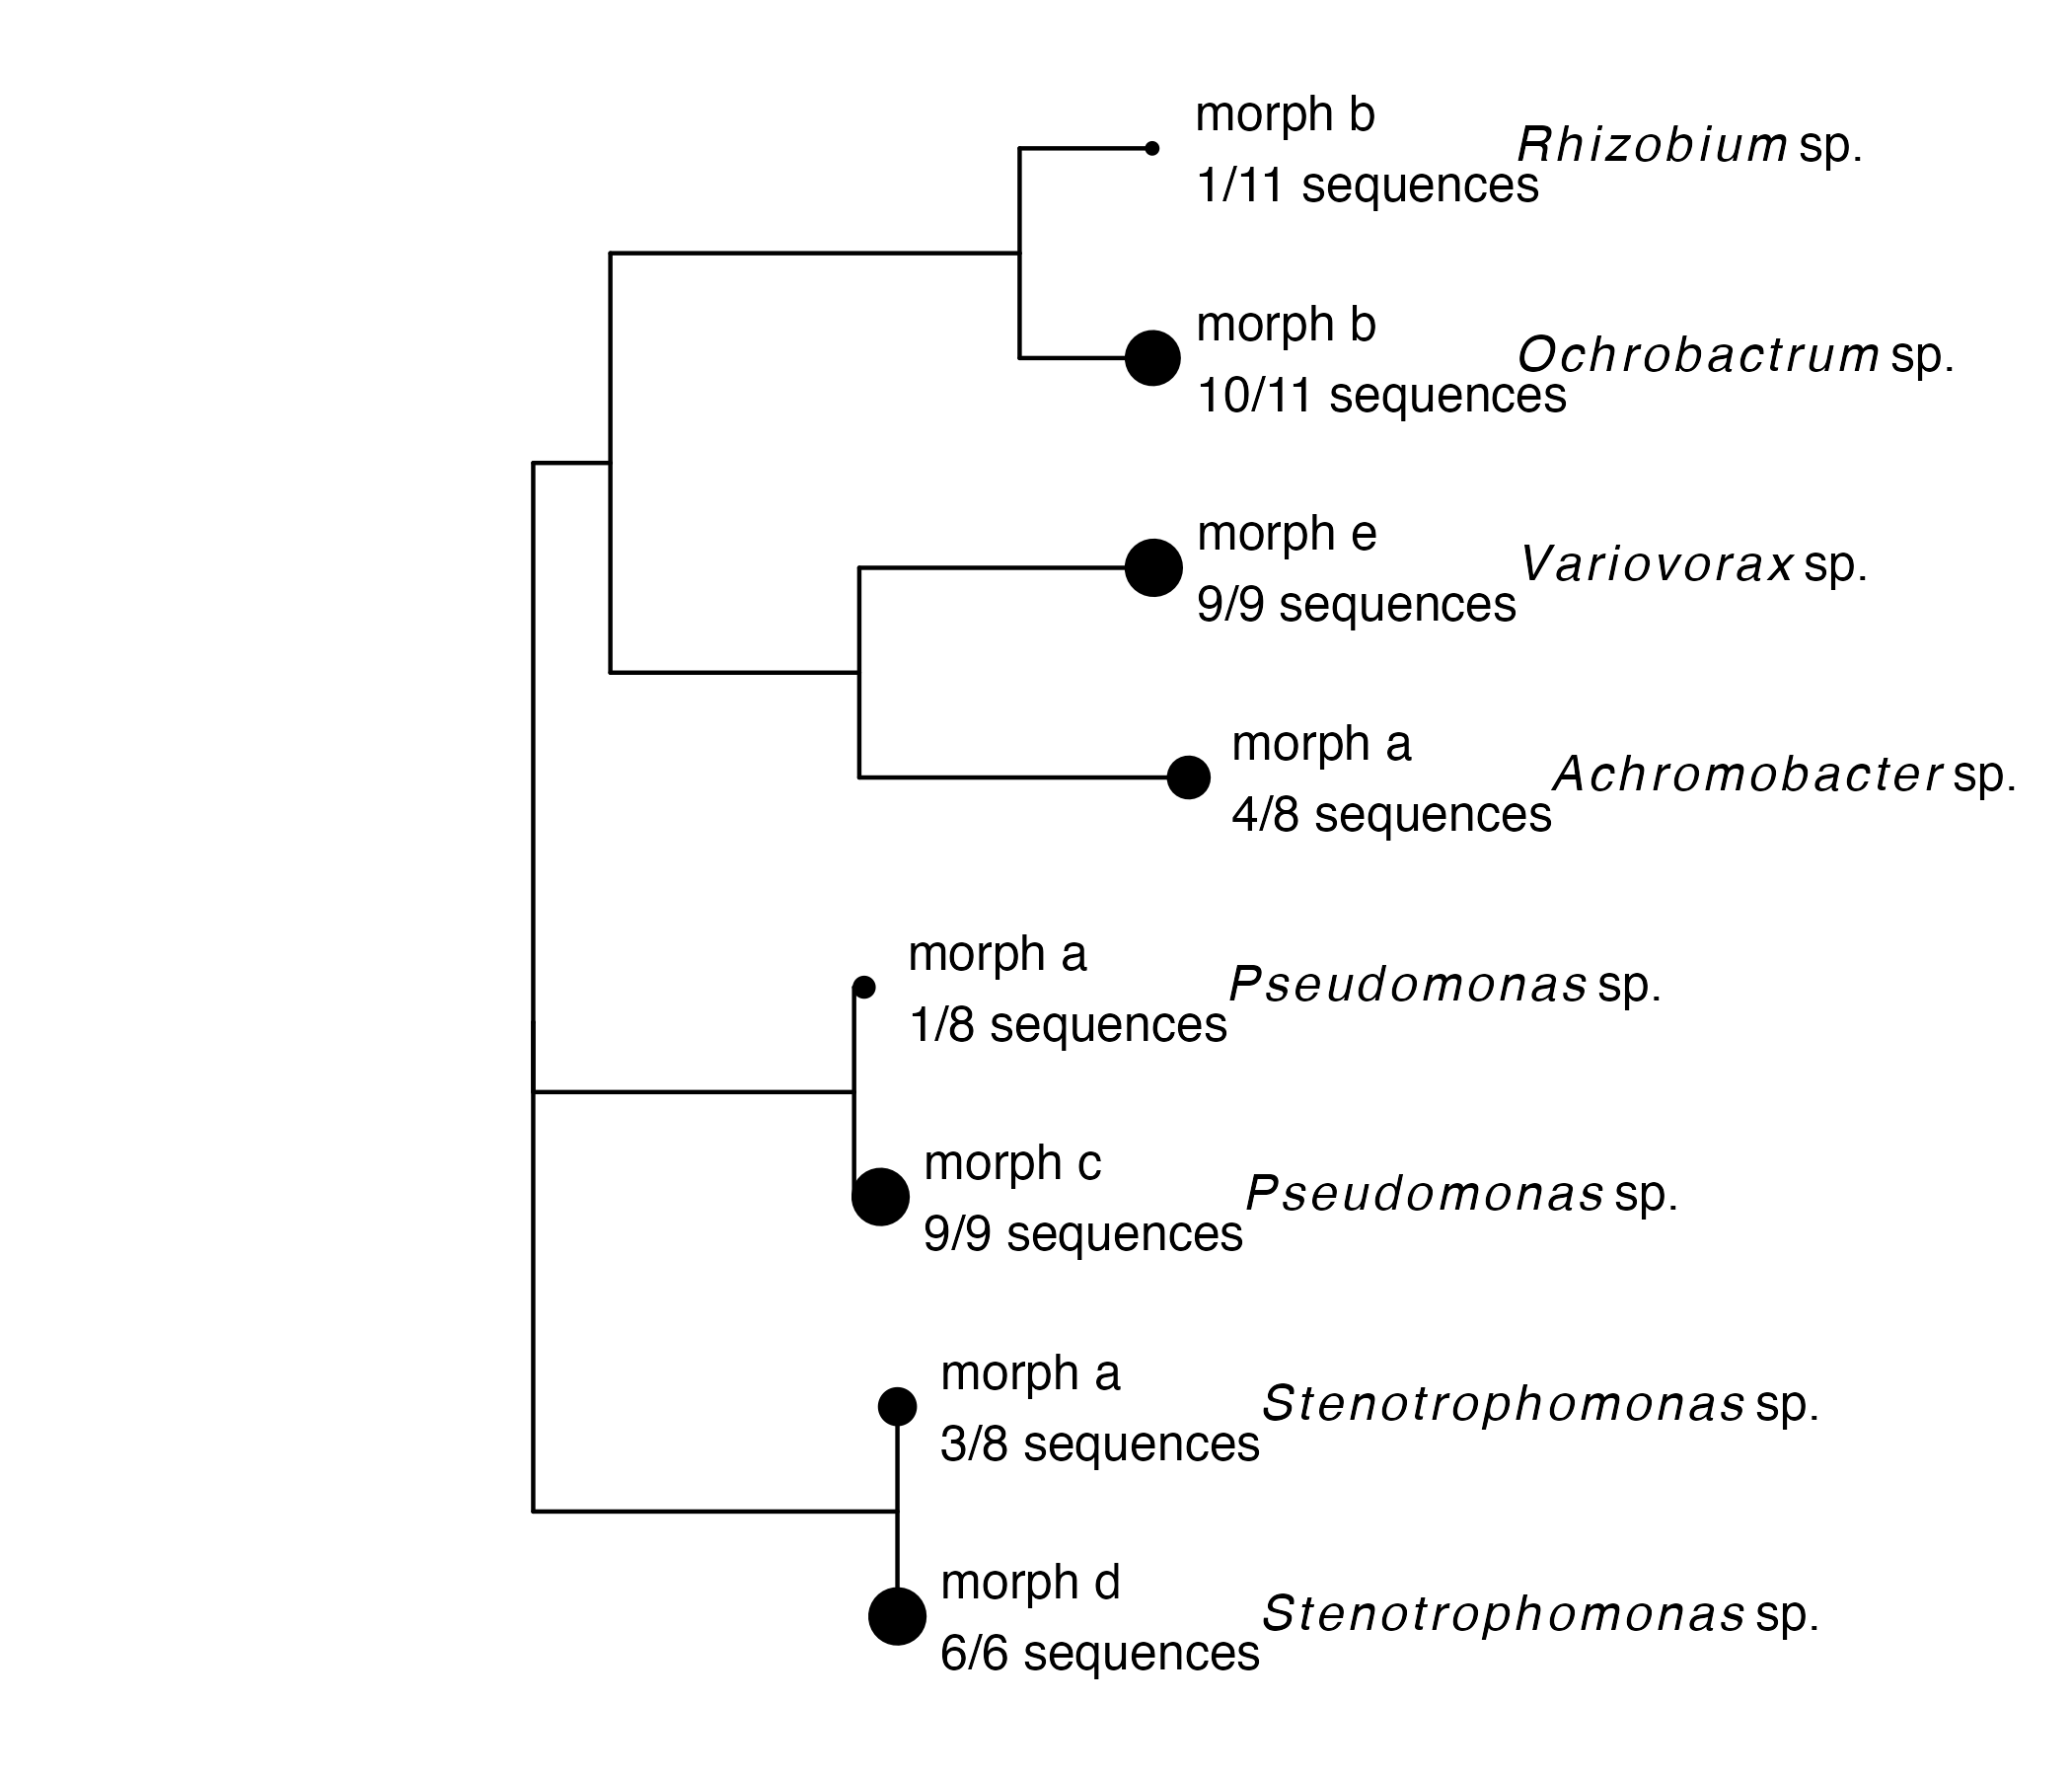 morph b
1/11 sequences
Rhizobium sp.
morph b
10/11 sequences
Ochrobactrum sp.
morph e
9/9 sequences
Variovorax sp.
morph a
4/8 sequences
Achromobacter sp.
morph a
1/8 sequences
Pseudomonas sp.
morph c
9/9 sequences
Pseudomonas sp.
morph a
3/8 sequences
Stenotrophomonas sp.
morph d
6/6 sequences
Stenotrophomonas sp.